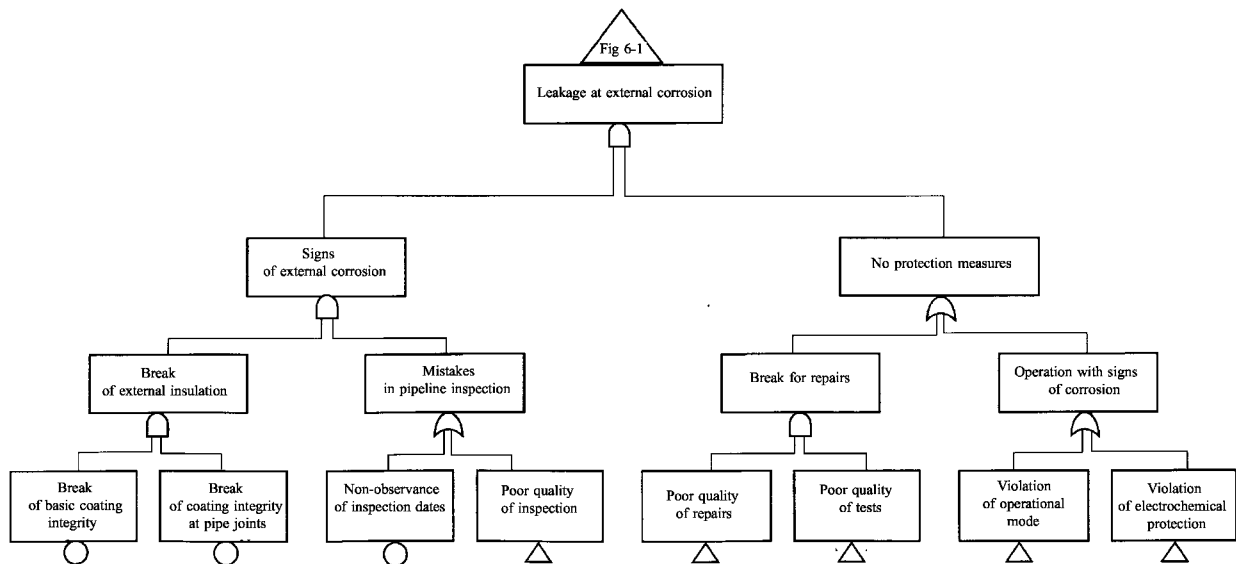 Fig 6-1
Leakage at external corrosion
Signs
of external corrosion
No protection measures
Break
of external insulation
Mistakes
in pipeline inspection
Break for repairs
Operation with signs
of corrosion
Break
of basic coating
integrity
Break
of coating integrity
at pipe joints
Non-observance
of inspection dates
Poor quality
of inspection
Poor quality
of repairs
Poor quality
of tests
Violation
of operational
mode
Violation
of electrochemical
protection